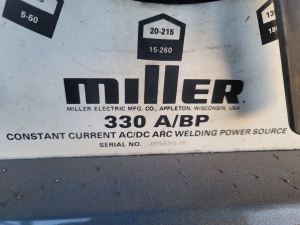 5-50
20-215
15-260
miller
MILLER ELECTRIC MFG. CO., APPLETON, WISCONSIN, USA
330 A/BP
CONSTANT CURRENT AC/DC ARC WELDING POWER SOURCE
SERIAL NO.